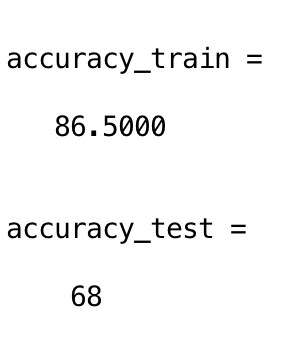 accuracy_train =
86.5000
accuracy_test =
68